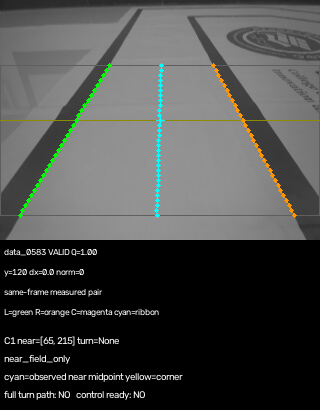 data_0583 VALID Q=1.00
y=120 dx=0.0 norm=0
same-frame measured pair
L=green R=orange C=magenta cyan=ribbon
C1 near=[65, 215] turn=None
near_field_only
cyan=observed near midpoint yellow=corner
full turn path: NO control ready: NO